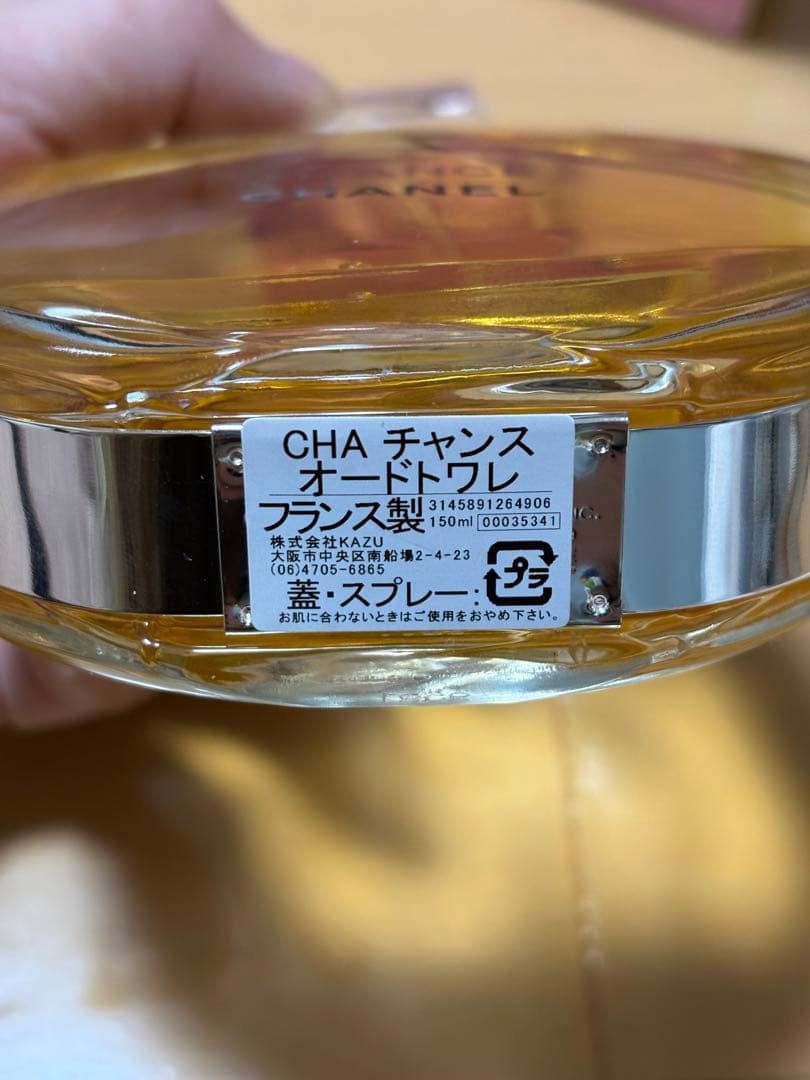 CHANEL
CHA チャンス
オードトワレ
フランス製 3145891264906
150ml 00035341
株式会社KAZU
大阪市中央区南船場2-4-23
(06)4705-6865
プラ
蓋・スプレー:
お肌に合わないときはご使用をおやめ下さい。